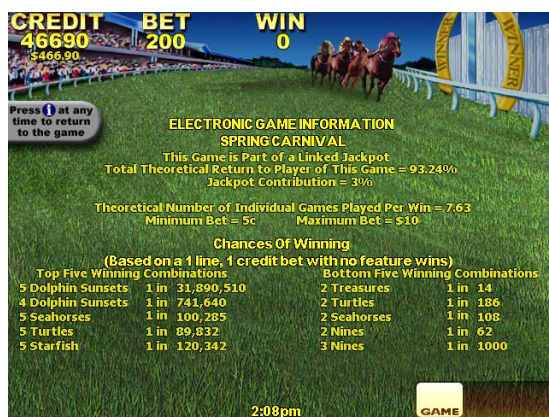 CREDIT BET WIN
46690 200 0
$466.90
WINNER
WINNER
Press i at any
time to return
to the game
ELECTRONIC GAME INFORMATION
SPRING CARNIVAL
This Game is Part of a Linked Jackpot
Total Theoretical Return to Player of This Game = 93.24%
Jackpot Contribution = 3%
Theoretical Number of Individual Games Played Per Win = 7.63
Minimum Bet = 5c Maximum Bet = $10
Chances Of Winning
(Based on a 1 line, 1 credit bet with no feature wins)
Top Five Winning Combinations Bottom Five Winning Combinations
5 Dolphin Sunsets 1 in 31,890,510 2 Treasures 1 in 14
4 Dolphin Sunsets 1 in 741,640 2 Turtles 1 in 186
5 Seahorses 1 in 100,285 2 Seahorses 1 in 108
5 Turtles 1 in 89,832 2 Nines 1 in 62
5 Starfish 1 in 120,342 3 Nines 1 in 1000
GAME
2:08pm